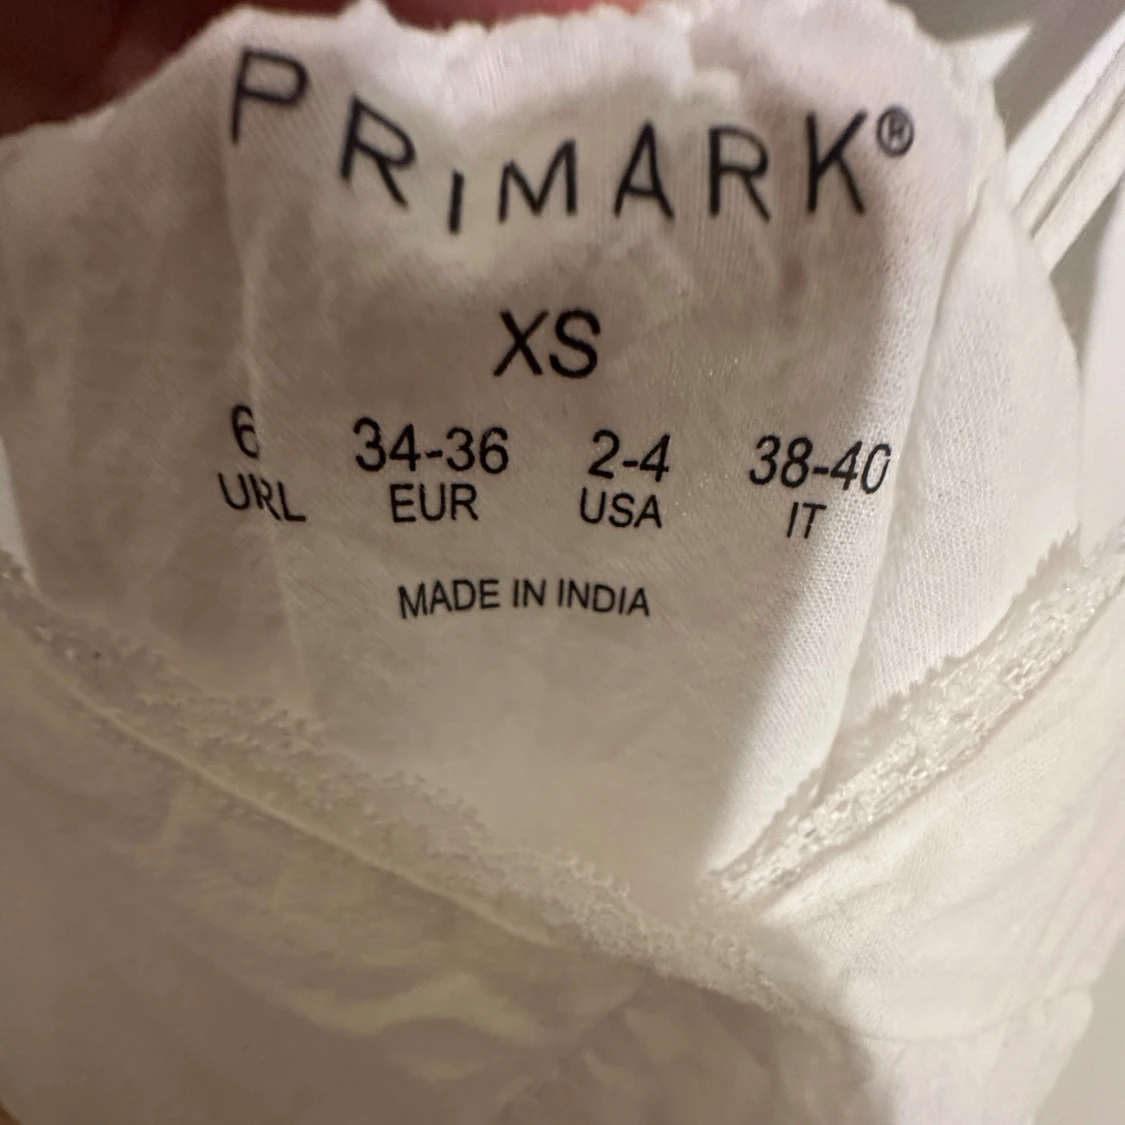 PRIMARK®
XS
6 34-36 2-4 38-40
URL EUR USA IT
MADE IN INDIA